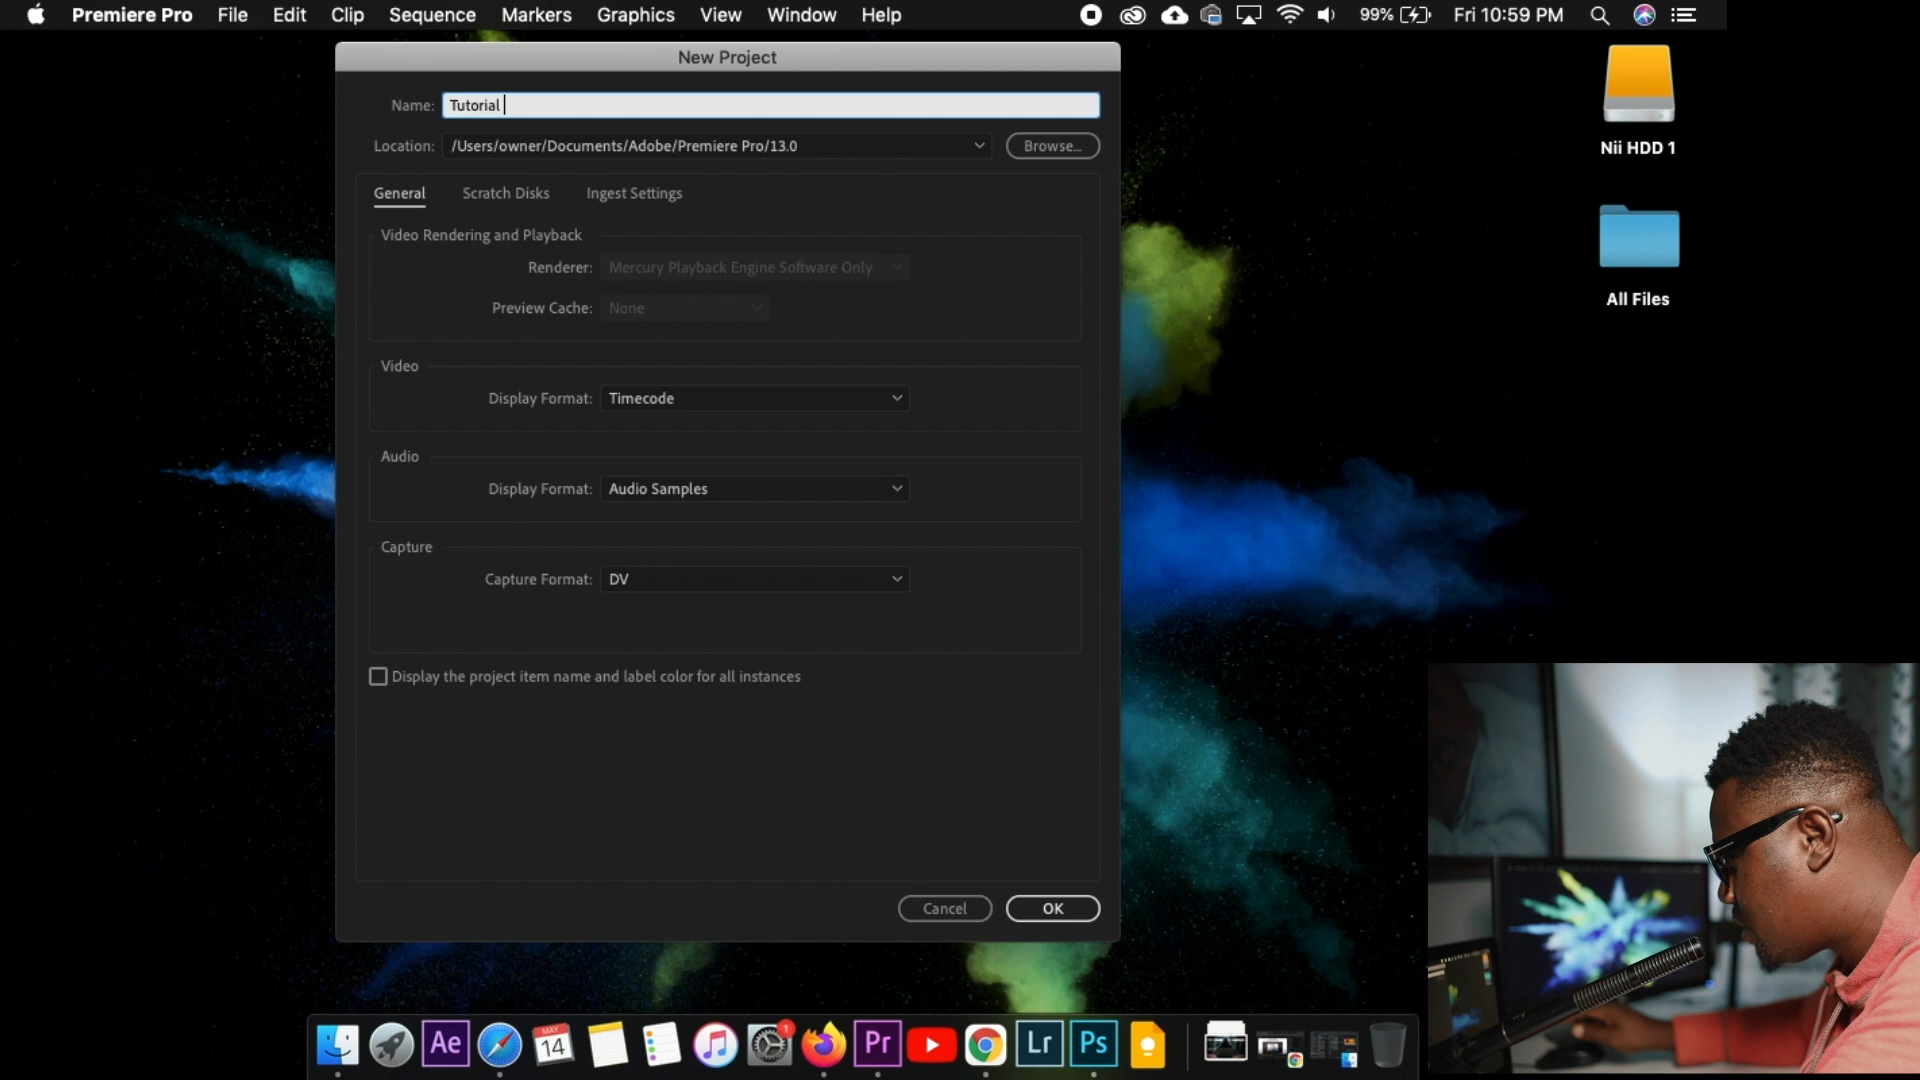 Premiere Pro File Edit Clip Sequence Markers Graphics View Window Help 99% Fri 10:59 PM
New Project
Name: Tutorial
Location: /Users/owner/Documents/Adobe/Premiere Pro/13.0 Browse...
General Scratch Disks Ingest Settings
Video Rendering and Playback
Renderer: Mercury Playback Engine Software Only
Preview Cache: None
Video
Display Format: Timecode
Audio
Display Format: Audio Samples
Capture
Capture Format: DV
Display the project item name and label color for all instances
Cancel OK
Nii HDD 1
All Files
Ae MAY 14 1 Pr Lr Ps